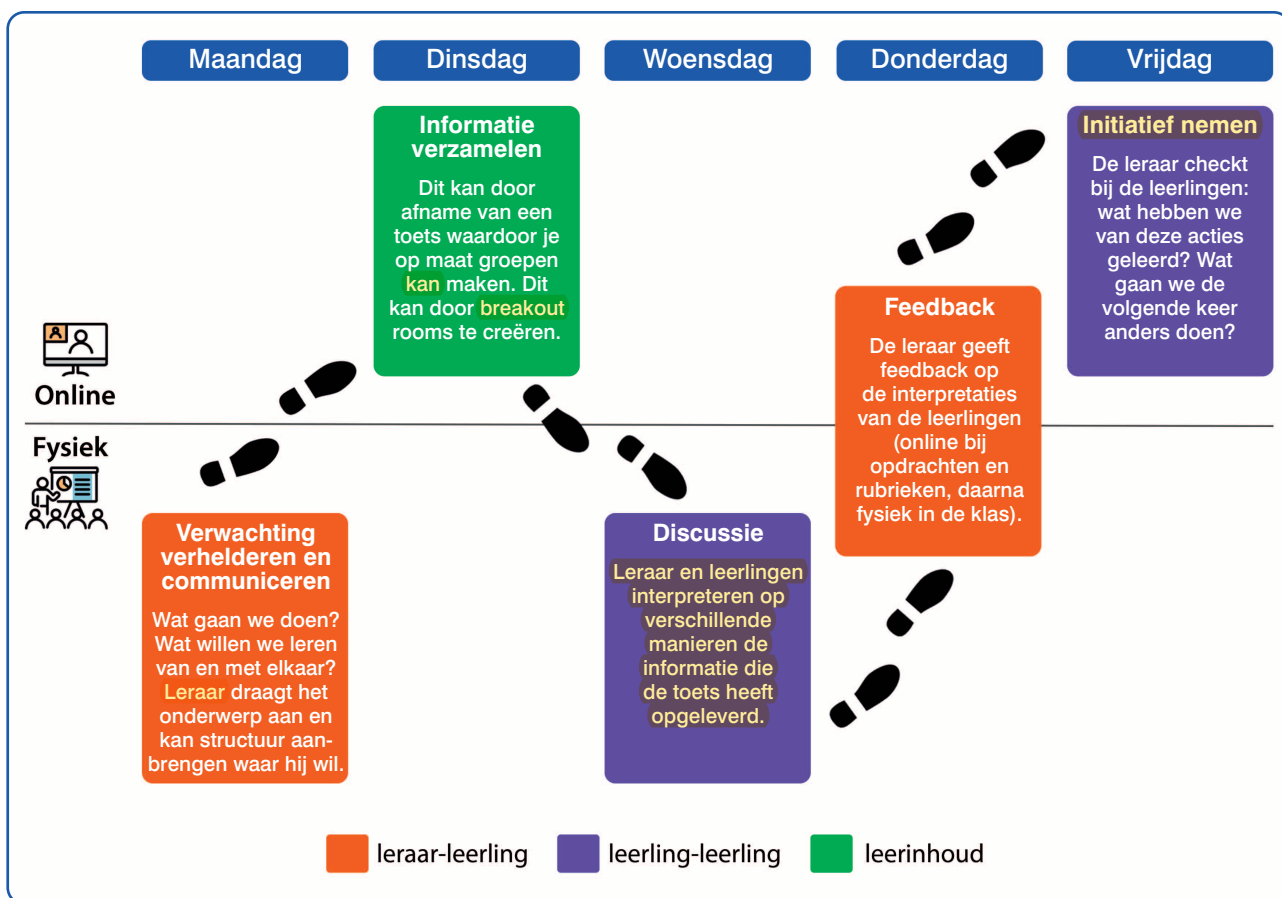 Maandag
Dinsdag
Woensdag
Donderdag
Vrijdag
Informatie
verzamelen
Dit kan door
afname van een
toets waardoor je
op maat groepen
kan maken. Dit
kan door breakout
rooms te creëren.
Initiatief nemen
De leraar checkt
bij de leerlingen:
wat hebben we
van deze acties
geleerd? Wat
gaan we de
volgende keer
anders doen?
Feedback
De leraar geeft
feedback op
de interpretaties
van de leerlingen
(online bij
opdrachten en
rubrieken, daarna
fysiek in de klas).
Online
Fysiek
Verwachting
verhelderen en
communiceren
Wat gaan we doen?
Wat willen we leren
van en met elkaar?
Leraar draagt het
onderwerp aan en
kan structuur aan-
brengen waar hij wil.
Discussie
Leraar en leerlingen
interpreteren op
verschillende
manieren de
informatie die
de toets heeft
opgeleverd.
leraar-leerling
leerling-leerling
leerinhoud